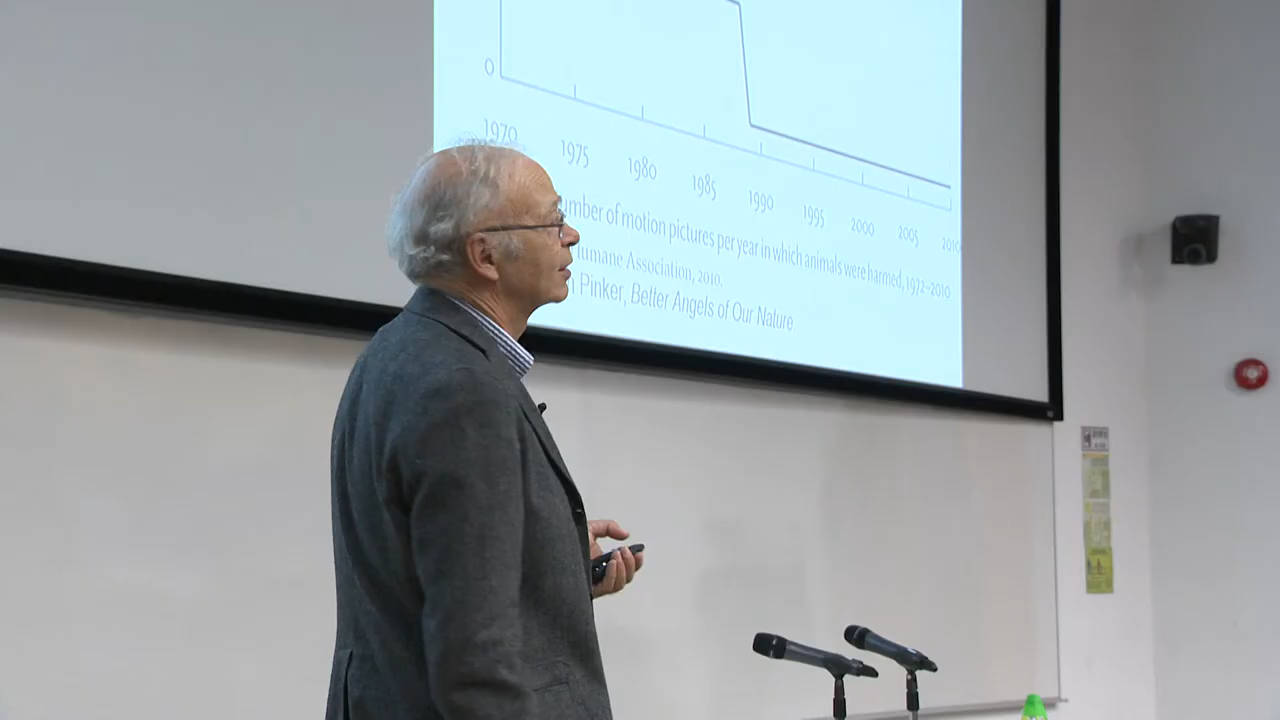 0
1970 1975 1980 1985 1990 1995 2000 2005 2010
umber of motion pictures per year in which animals were harmed, 1972–2010
Humane Association, 2010.
Pinker, Better Angels of Our Nature.